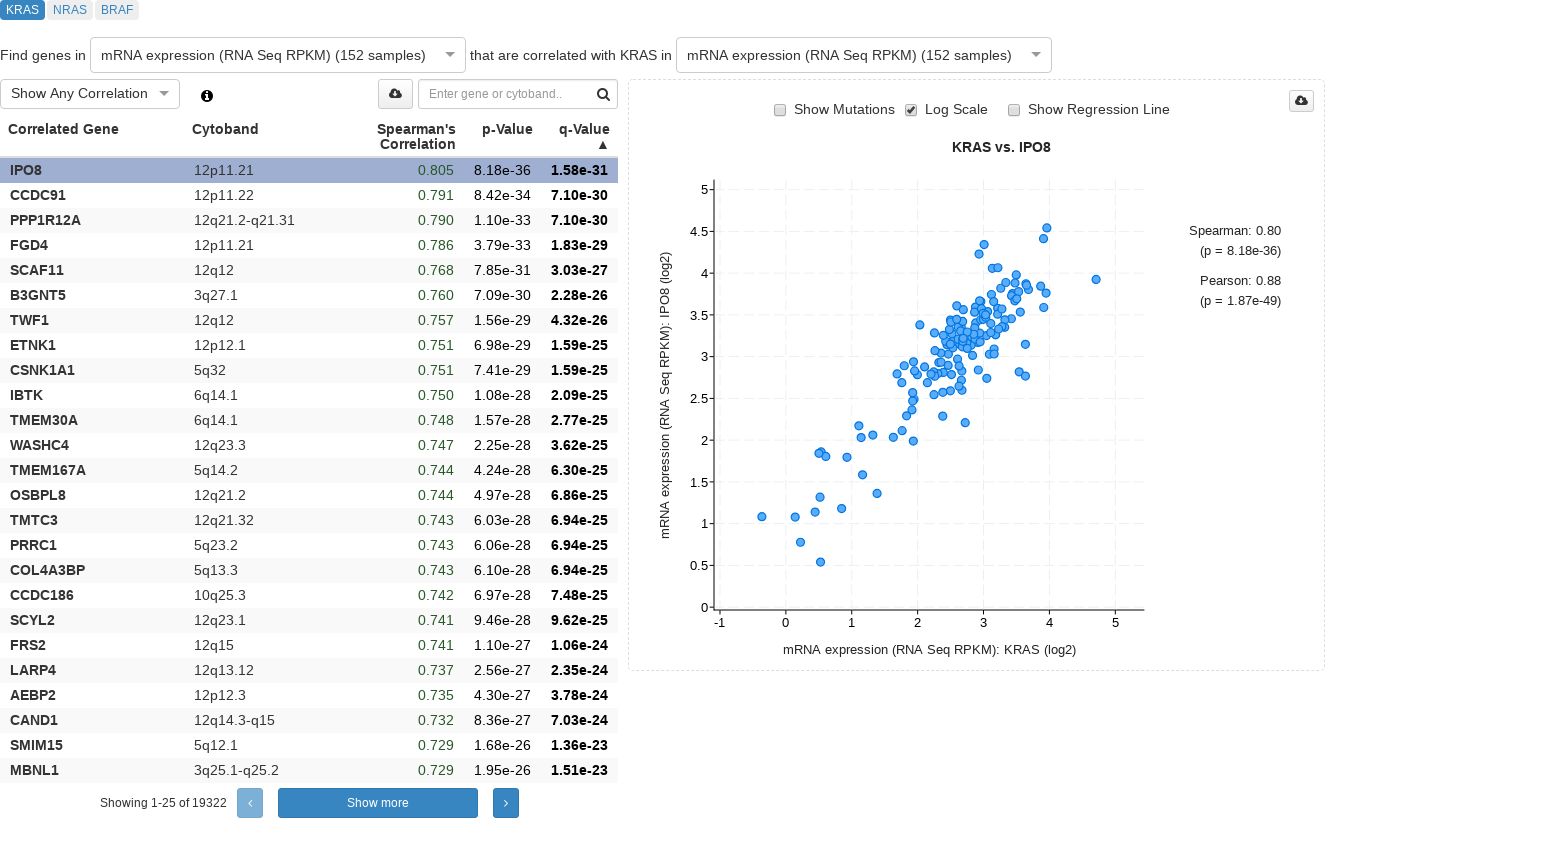 KRAS NRAS BRAF
Find genes in mRNA expression (RNA Seq RPKM) (152 samples) that are correlated with KRAS in mRNA expression (RNA Seq RPKM) (152 samples)
Show Any Correlation Enter gene or cytoband..
Correlated Gene Cytoband Spearman's Correlation p-Value q-Value ▲
IPO8 12p11.21 0.805 8.18e-36 1.58e-31
CCDC91 12p11.22 0.791 8.42e-34 7.10e-30
PPP1R12A 12q21.2-q21.31 0.790 1.10e-33 7.10e-30
FGD4 12p11.21 0.786 3.79e-33 1.83e-29
SCAF11 12q12 0.768 7.85e-31 3.03e-27
B3GNT5 3q27.1 0.760 7.09e-30 2.28e-26
TWF1 12q12 0.757 1.56e-29 4.32e-26
ETNK1 12p12.1 0.751 6.98e-29 1.59e-25
CSNK1A1 5q32 0.751 7.41e-29 1.59e-25
IBTK 6q14.1 0.750 1.08e-28 2.09e-25
TMEM30A 6q14.1 0.748 1.57e-28 2.77e-25
WASHC4 12q23.3 0.747 2.25e-28 3.62e-25
TMEM167A 5q14.2 0.744 4.24e-28 6.30e-25
OSBPL8 12q21.2 0.744 4.97e-28 6.86e-25
TMTC3 12q21.32 0.743 6.03e-28 6.94e-25
PRRC1 5q23.2 0.743 6.06e-28 6.94e-25
COL4A3BP 5q13.3 0.743 6.10e-28 6.94e-25
CCDC186 10q25.3 0.742 6.97e-28 7.48e-25
SCYL2 12q23.1 0.741 9.46e-28 9.62e-25
FRS2 12q15 0.741 1.10e-27 1.06e-24
LARP4 12q13.12 0.737 2.56e-27 2.35e-24
AEBP2 12p12.3 0.735 4.30e-27 3.78e-24
CAND1 12q14.3-q15 0.732 8.36e-27 7.03e-24
SMIM15 5q12.1 0.729 1.68e-26 1.36e-23
MBNL1 3q25.1-q25.2 0.729 1.95e-26 1.51e-23
Showing 1-25 of 19322 ‹ Show more ›
Show Mutations Log Scale Show Regression Line
KRAS vs. IPO8
5
4.5
4
3.5
3
2.5
2
1.5
1
0.5
0
-1 0 1 2 3 4 5
mRNA expression (RNA Seq RPKM): IPO8 (log2)
mRNA expression (RNA Seq RPKM): KRAS (log2)
Spearman: 0.80
(p = 8.18e-36)
Pearson: 0.88
(p = 1.87e-49)